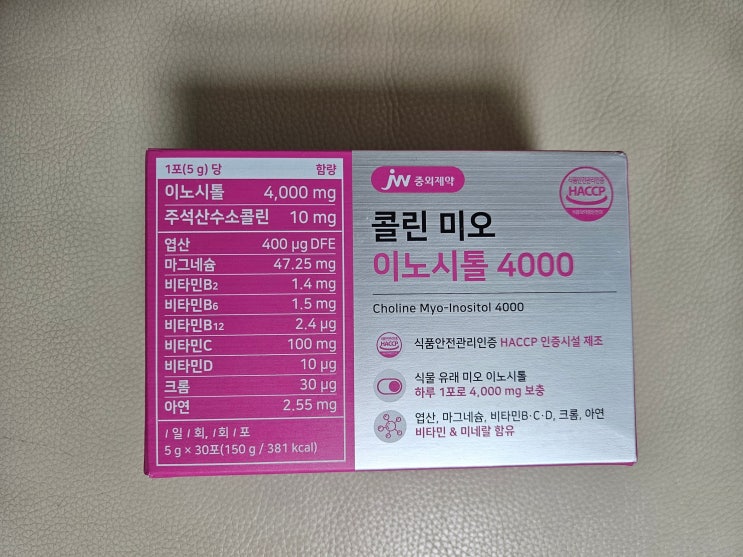 1포(5 g) 당 함량
이노시톨 4,000 mg
주석산수소콜린 10 mg
엽산 400 μg DFE
마그네슘 47.25 mg
비타민B2 1.4 mg
비타민B6 1.5 mg
비타민B12 2.4 μg
비타민C 100 mg
비타민D 10 μg
크롬 30 μg
아연 2.55 mg
1일 1회, 1회 1포
5 g × 30포(150 g / 381 kcal)
jw 중외제약
식품안전관리인증
HACCP
콜린 미오
이노시톨 4000
Choline Myo-Inositol 4000
HACCP
식품안전관리인증 HACCP 인증시설 제조
식물 유래 미오 이노시톨
하루 1포로 4,000 mg 보충
엽산, 마그네슘, 비타민B·C·D, 크롬, 아연
비타민 & 미네랄 함유